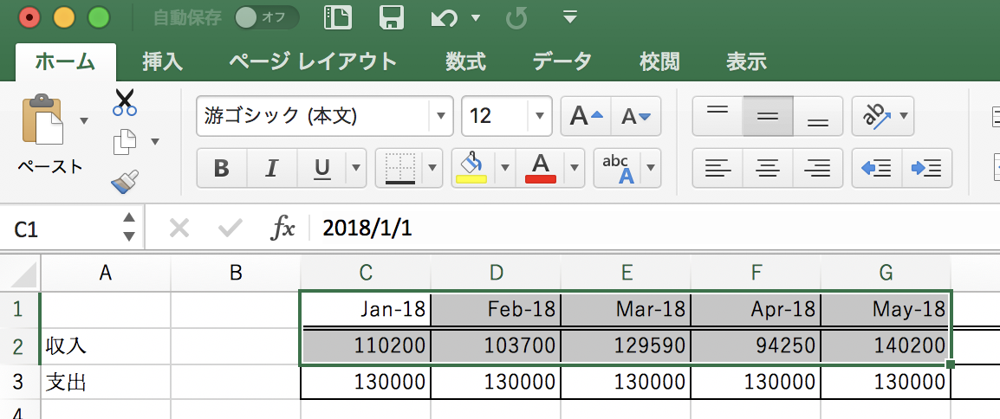 自動保存 オフ
ホーム 挿入 ページ レイアウト 数式 データ 校閲 表示
ペースト
游ゴシック (本文) 12 A A ab
B I U A abc A
C1 fx 2018/1/1
A B C D E F G
1 Jan-18 Feb-18 Mar-18 Apr-18 May-18
2 収入 110200 103700 129590 94250 140200
3 支出 130000 130000 130000 130000 130000
4